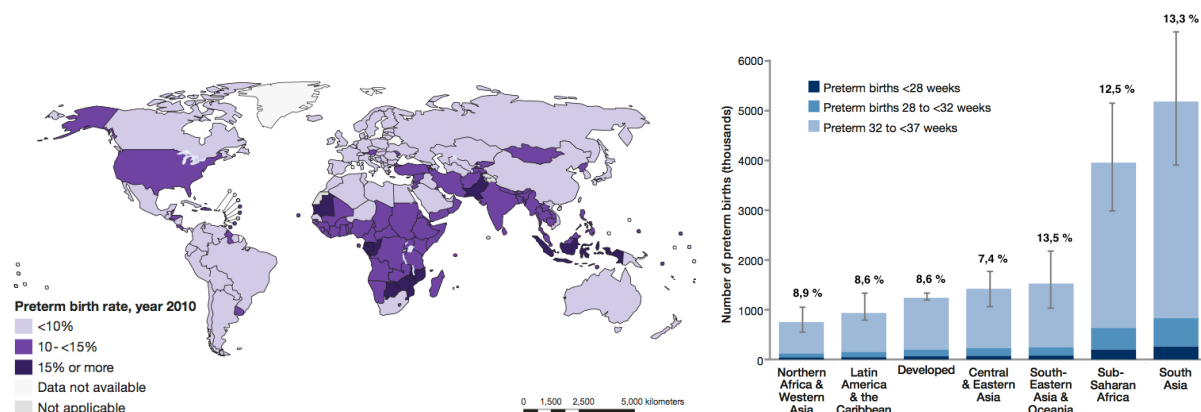 Preterm birth rate, year 2010
<10%
10- <15%
15% or more
Data not available
Not applicable
0 1,500 2,500 5,000 kilometers
Number of preterm births (thousands)
6000
5000
4000
3000
2000
1000
0
Preterm births <28 weeks
Preterm births 28 to <32 weeks
Preterm 32 to <37 weeks
8,9 %
8,6 %
8,6 %
7,4 %
13,5 %
12,5 %
13,3 %
Northern
Africa &
Western
Asia
Latin
America
& the
Caribbean
Developed
Central
& Eastern
Asia
South-
Eastern
Asia &
Oceania
Sub-
Saharan
Africa
South
Asia